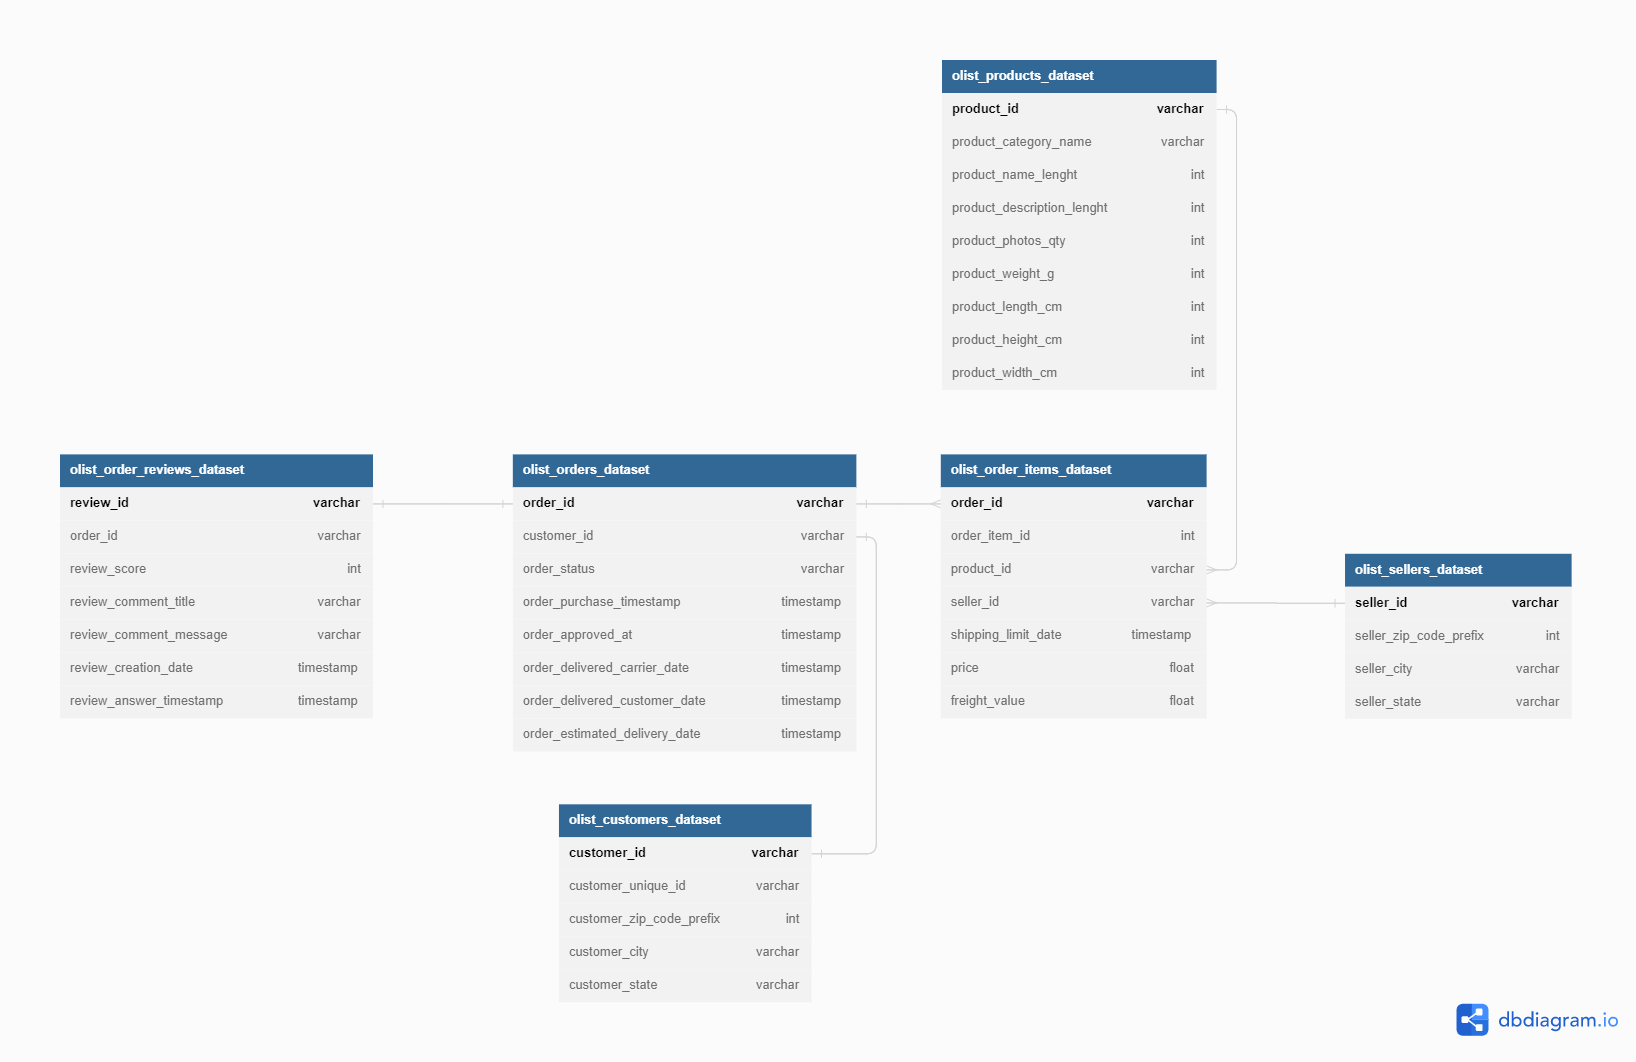 olist_products_dataset
product_id varchar
product_category_name varchar
product_name_lenght int
product_description_lenght int
product_photos_qty int
product_weight_g int
product_length_cm int
product_height_cm int
product_width_cm int
olist_order_reviews_dataset
review_id varchar
order_id varchar
review_score int
review_comment_title varchar
review_comment_message varchar
review_creation_date timestamp
review_answer_timestamp timestamp
olist_orders_dataset
order_id varchar
customer_id varchar
order_status varchar
order_purchase_timestamp timestamp
order_approved_at timestamp
order_delivered_carrier_date timestamp
order_delivered_customer_date timestamp
order_estimated_delivery_date timestamp
olist_order_items_dataset
order_id varchar
order_item_id int
product_id varchar
seller_id varchar
shipping_limit_date timestamp
price float
freight_value float
olist_sellers_dataset
seller_id varchar
seller_zip_code_prefix int
seller_city varchar
seller_state varchar
olist_customers_dataset
customer_id varchar
customer_unique_id varchar
customer_zip_code_prefix int
customer_city varchar
customer_state varchar
dbdiagram.io